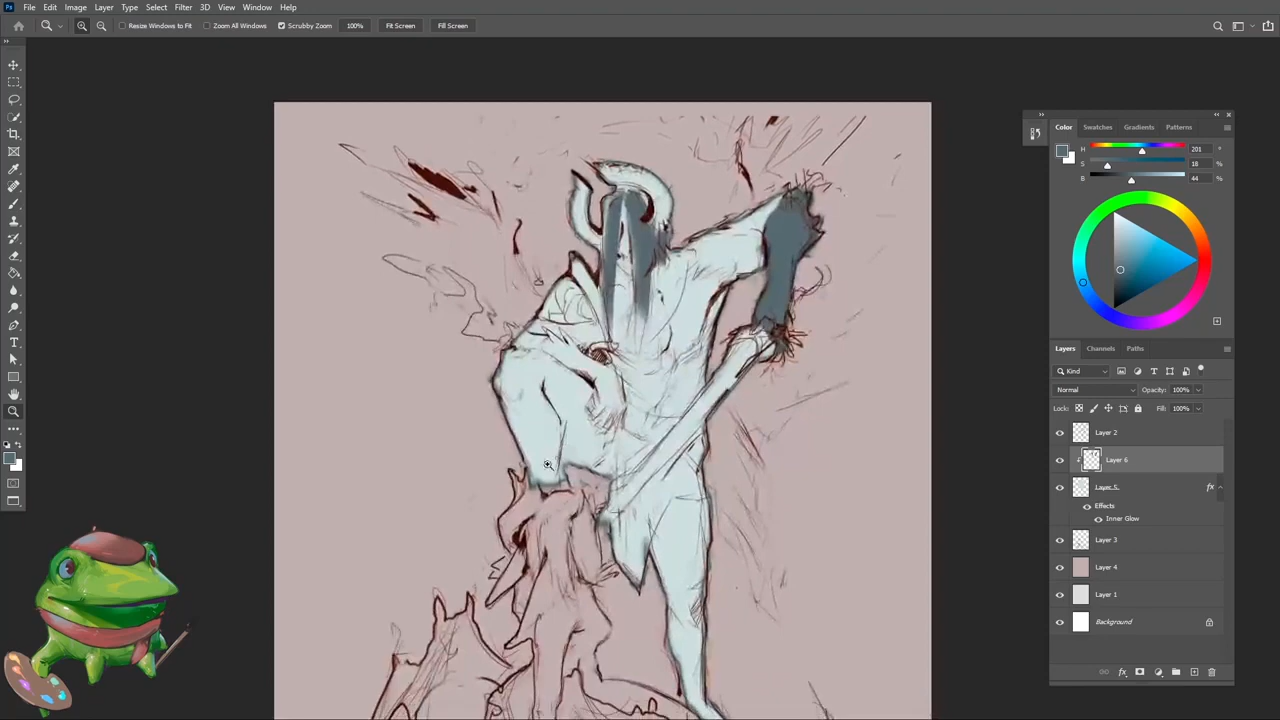 Ps File Edit Image Layer Type Select Filter 3D View Window Help
Resize Windows to Fit Zoom All Windows Scrubby Zoom 100% Fit Screen Fill Screen
Color Swatches Gradients Patterns
H 201 °
S 18 %
B 44 %
Layers Channels Paths
Kind
Normal Opacity: 100%
Lock: Fill: 100%
Layer 2
Layer 6
Layer 5
fx
Effects
Inner Glow
Layer 3
Layer 4
Layer 1
Background
fx